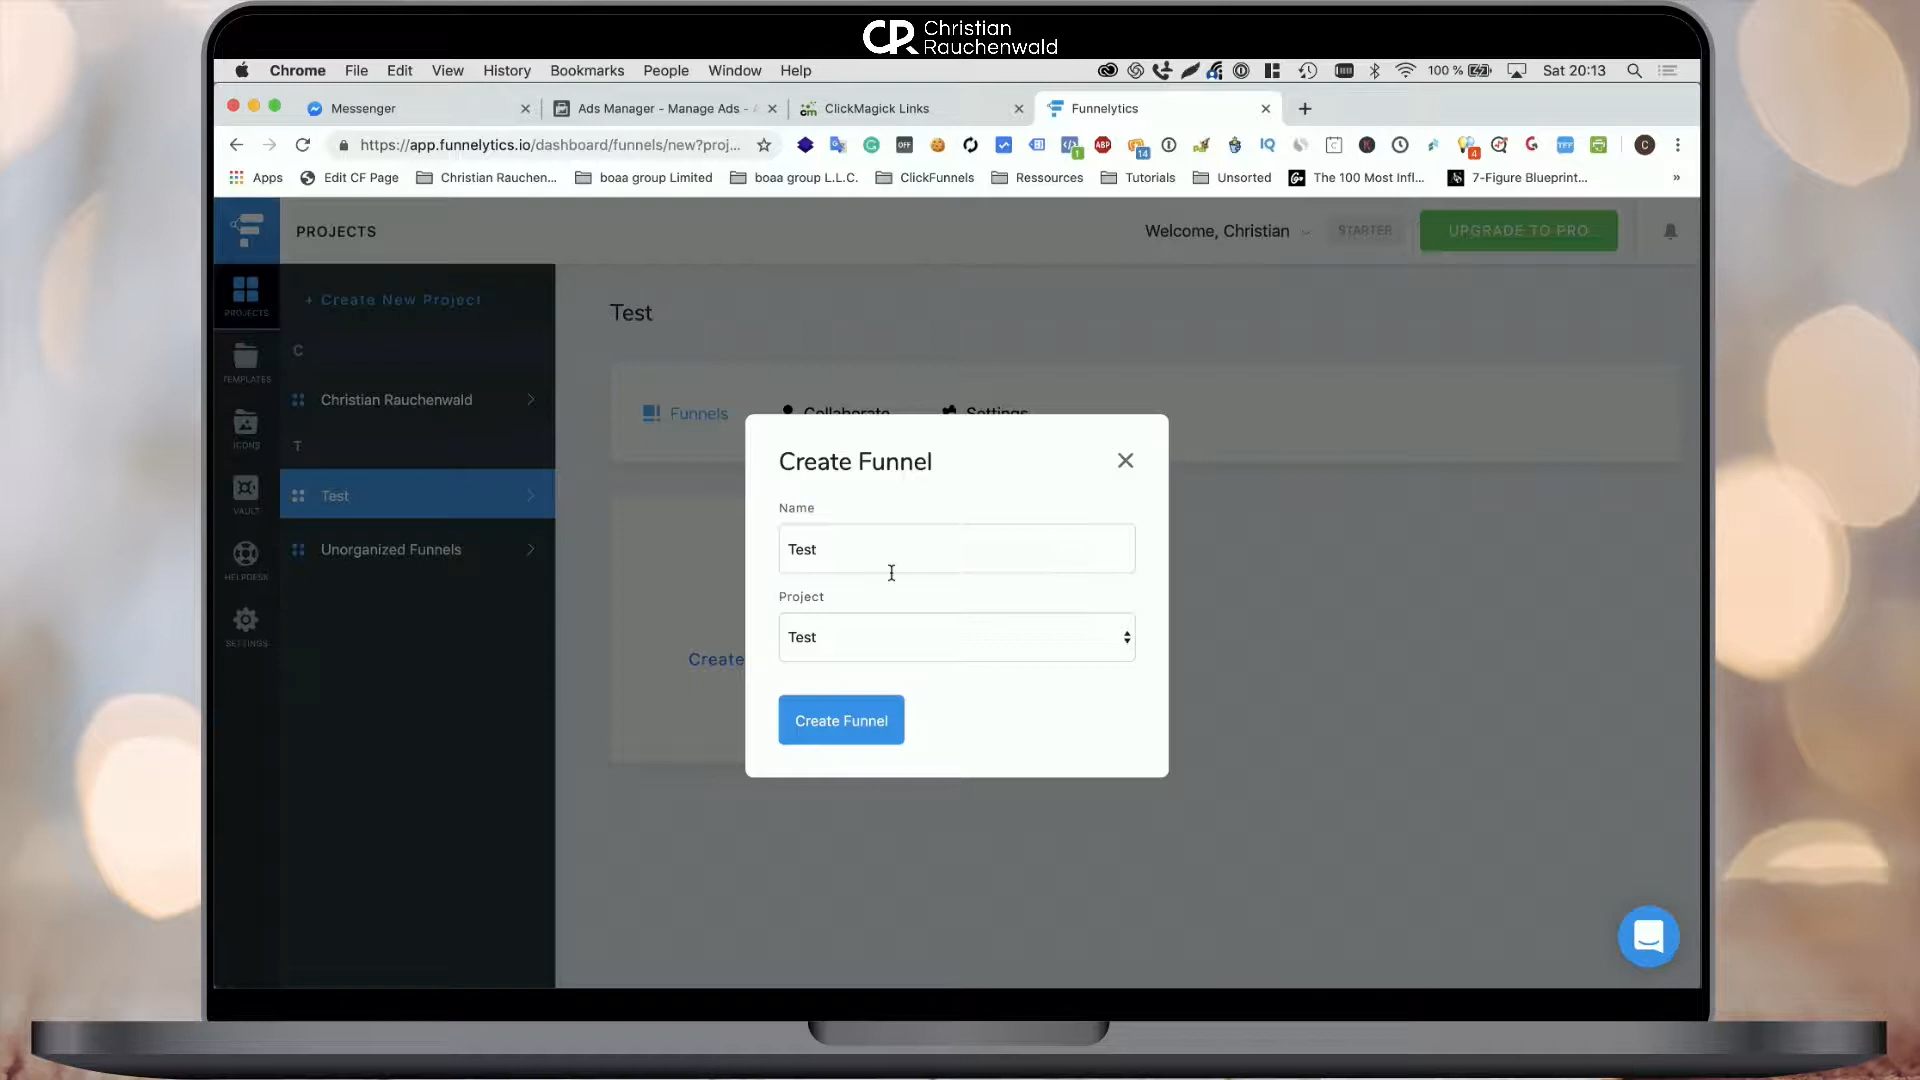 Christian
Rauchenwald
Chrome File Edit View History Bookmarks People Window Help 100 % Sat 20:13
Messenger Ads Manager - Manage Ads - ClickMagick Links Funnelytics
https://app.funnelytics.io/dashboard/funnels/new?proj...
Apps Edit CF Page Christian Rauchen... boaa group Limited boaa group L.L.C. ClickFunnels Ressources Tutorials Unsorted The 100 Most Infl... 7-Figure Blueprint... »
PROJECTS Welcome, Christian STARTER UPGRADE TO PRO
+ Create New Project
PROJECTS
Test
C
TEMPLATES
Christian Rauchenwald
Funnels Collaborate Settings
ICONS
T
Create Funnel
Test
VAULT
Name
Unorganized Funnels
Test
HELPDESK
Project
Test
SETTINGS
Create
Create Funnel